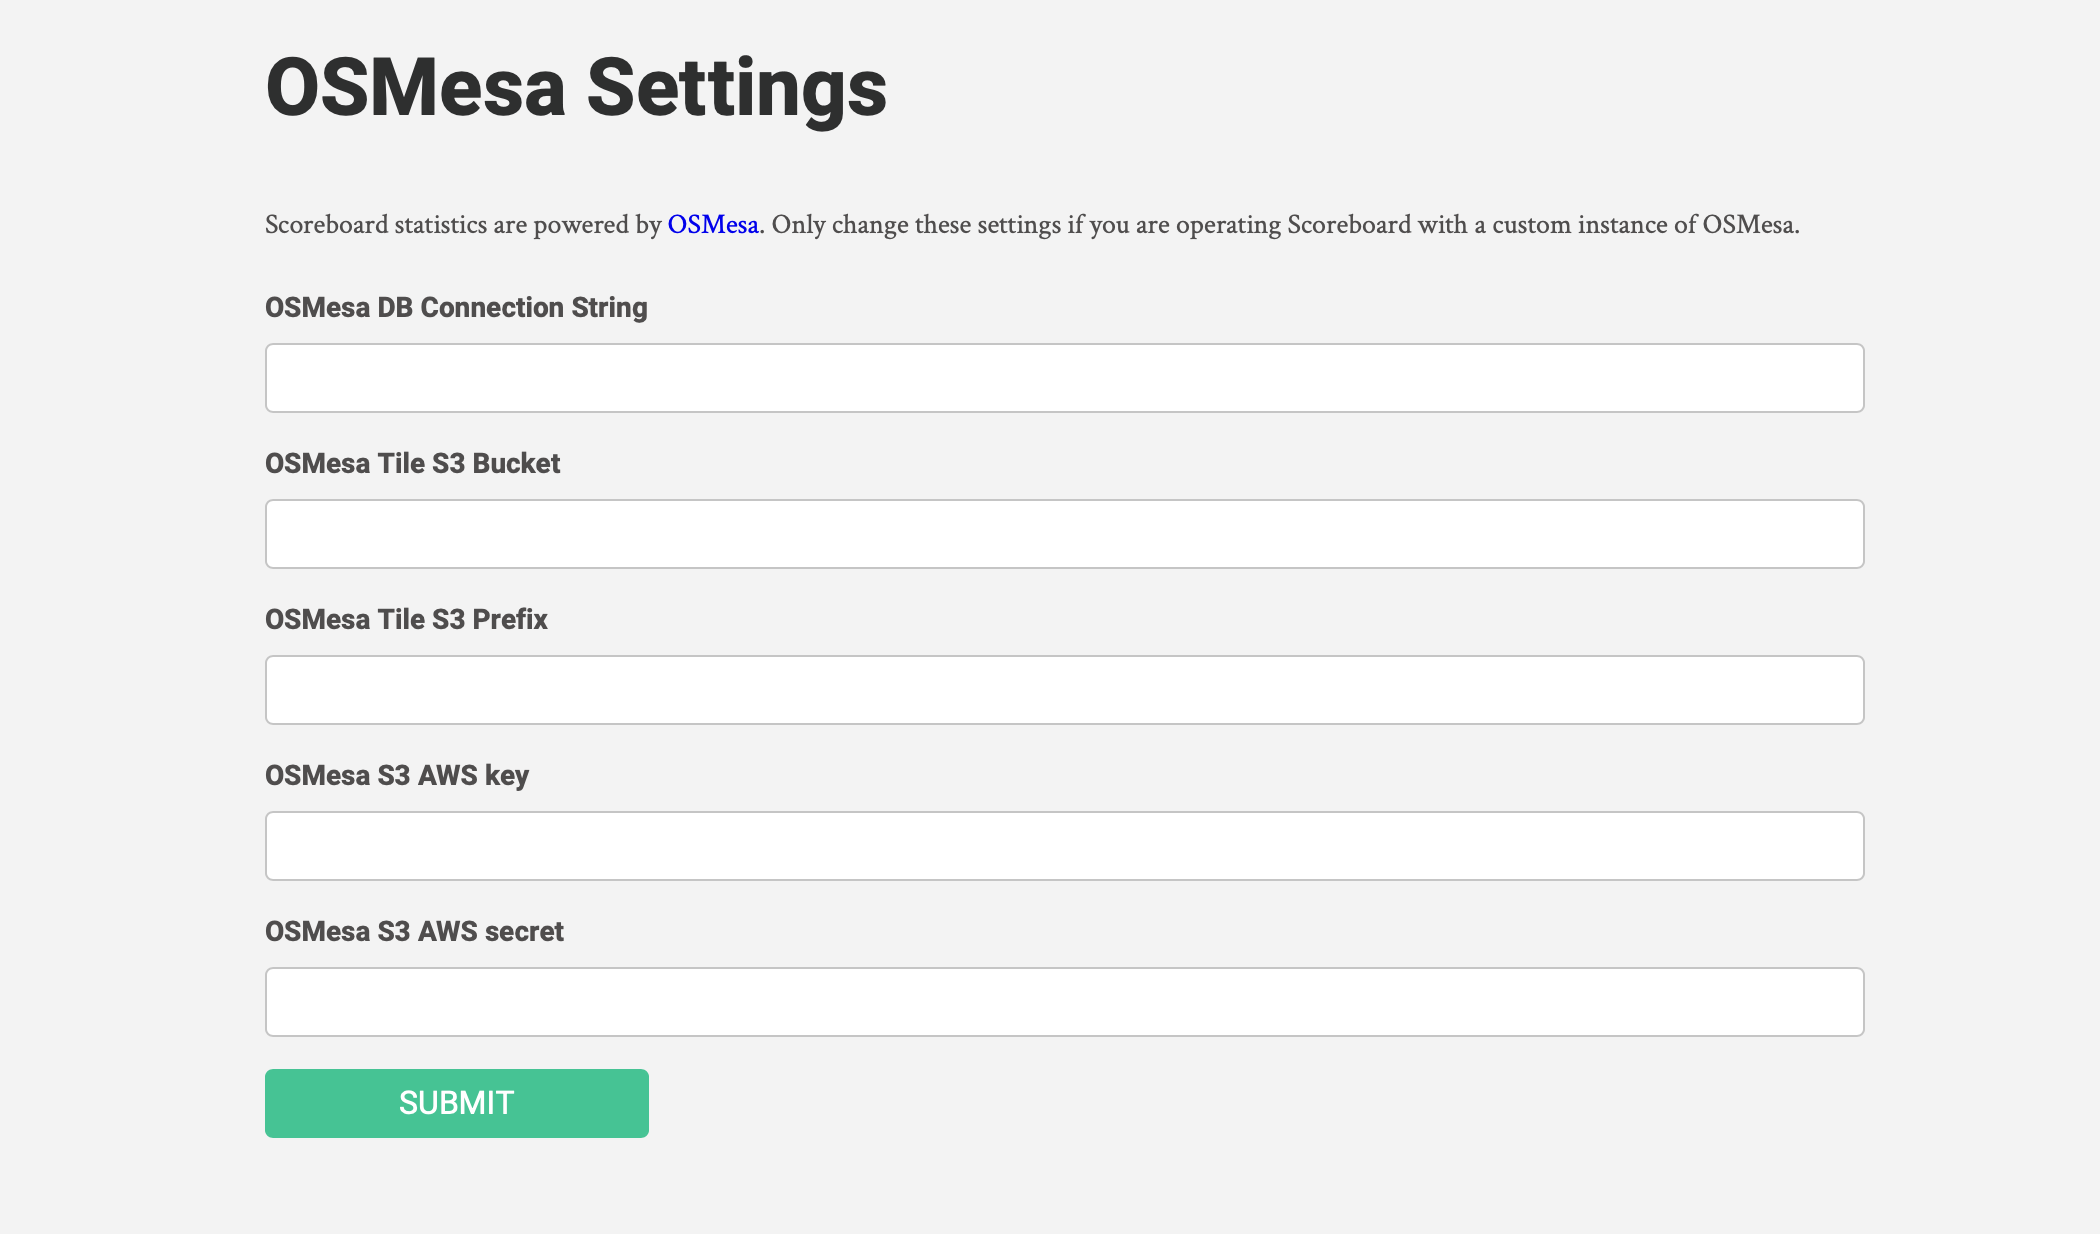 OSMesa Settings
Scoreboard statistics are powered by OSMesa. Only change these settings if you are operating Scoreboard with a custom instance of OSMesa.
OSMesa DB Connection String
OSMesa Tile S3 Bucket
OSMesa Tile S3 Prefix
OSMesa S3 AWS key
OSMesa S3 AWS secret
SUBMIT